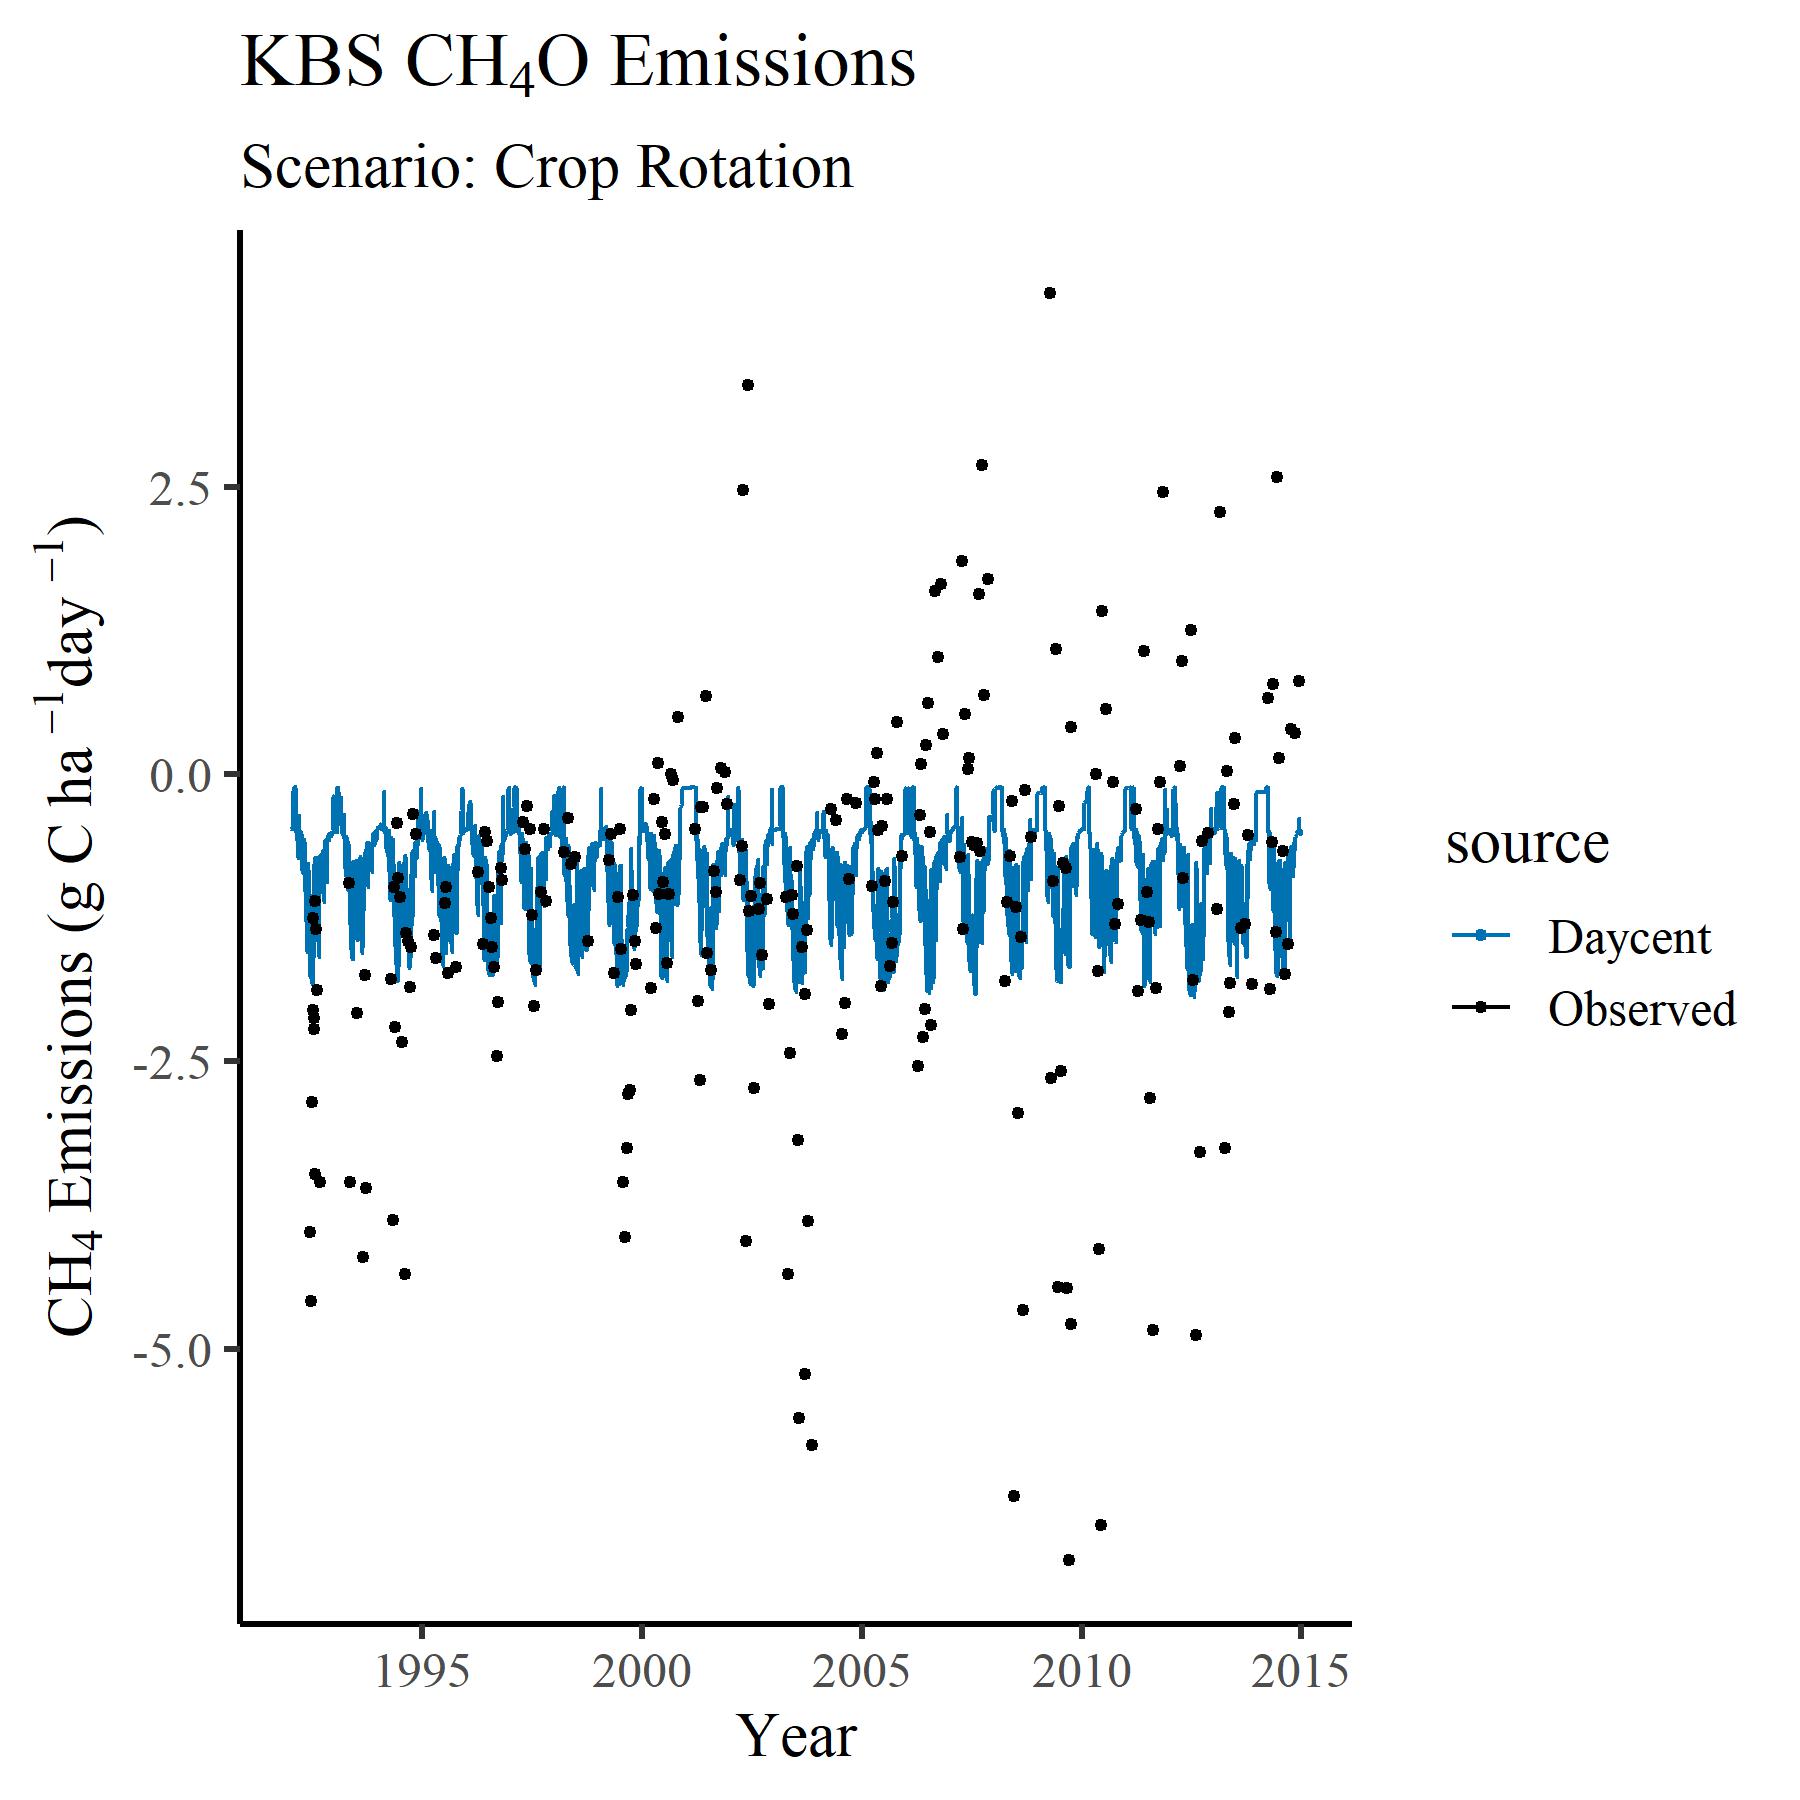 KBS CH₄O Emissions
Scenario: Crop Rotation
CH₄ Emissions (g C ha ⁻¹day ⁻¹)
2.5
0.0
-2.5
-5.0
1995 2000 2005 2010 2015
Year
source
Daycent
Observed